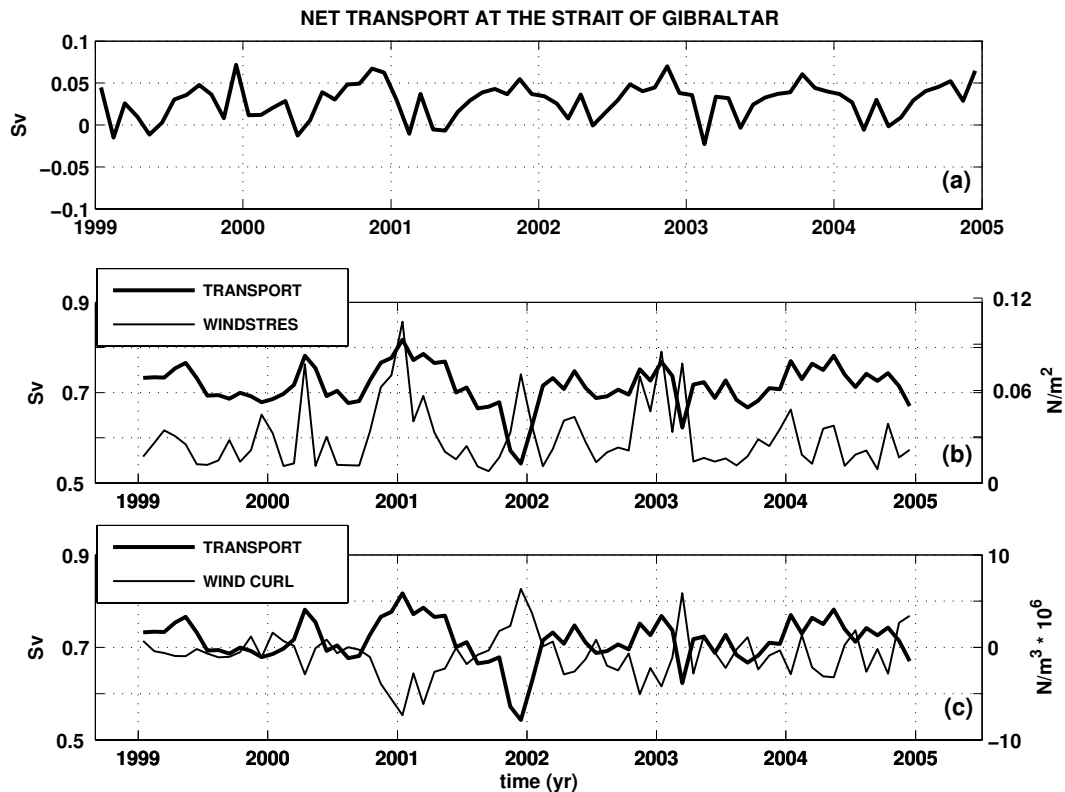 NET TRANSPORT AT THE STRAIT OF GIBRALTAR
0.1
0.05
0
−0.05
−0.1
Sv
(a)
1999 2000 2001 2002 2003 2004 2005
TRANSPORT
WINDSTRES
0.9
0.7
0.5
Sv
0.12
0.06
0
N/m²
(b)
1999 2000 2001 2002 2003 2004 2005
TRANSPORT
WIND CURL
0.9
0.7
0.5
Sv
10
0
−10
N/m³ * 10⁶
(c)
1999 2000 2001 2002 2003 2004 2005
time (yr)